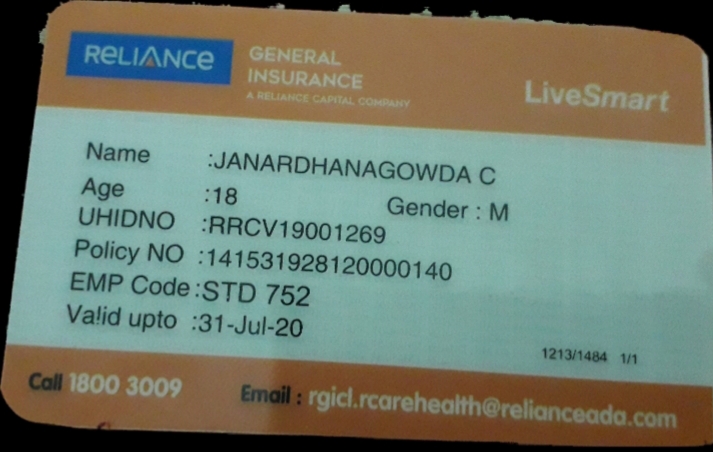 RELIANCE
GENERAL
INSURANCE
A RELIANCE CAPITAL COMPANY
LiveSmart
Name :JANARDHANAGOWDA C
Age :18 Gender : M
UHIDNO :RRCV19001269
Policy NO :141531928120000140
EMP Code :STD 752
Valid upto :31-Jul-20
1213/1484 1/1
Call 1800 3009
Email : rgicl.rcarehealth@relianceada.com